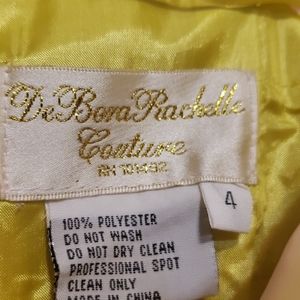 DeBora Rachelle
Couture
RN 101492
4
100% POLYESTER
DO NOT WASH
DO NOT DRY CLEAN
PROFESSIONAL SPOT
CLEAN ONLY
MADE IN CHINA